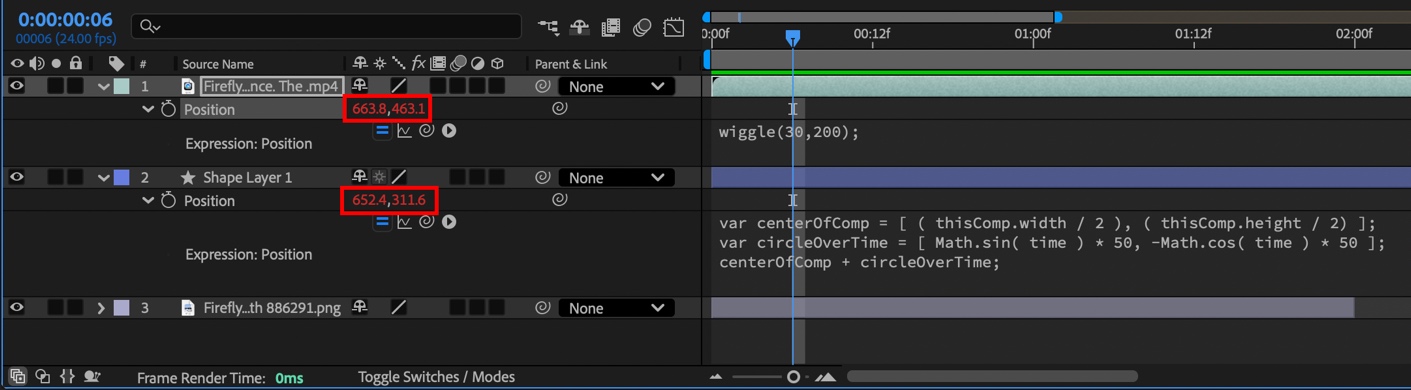 0:00:00:06
00006 (24.00 fps)
:00f 00:12f 01:00f 01:12f 02:00f
# Source Name fx Parent & Link
1 Firefly...nce. The .mp4 None
Position 663.8,463.1
Expression: Position wiggle(30,200);
2 Shape Layer 1 None
Position 652.4,311.6
var centerOfComp = [ ( thisComp.width / 2 ), ( thisComp.height / 2) ];
Expression: Position var circleOverTime = [ Math.sin( time ) * 50, -Math.cos( time ) * 50 ];
centerOfComp + circleOverTime;
3 Firefly...th 886291.png None
Frame Render Time: 0ms Toggle Switches / Modes